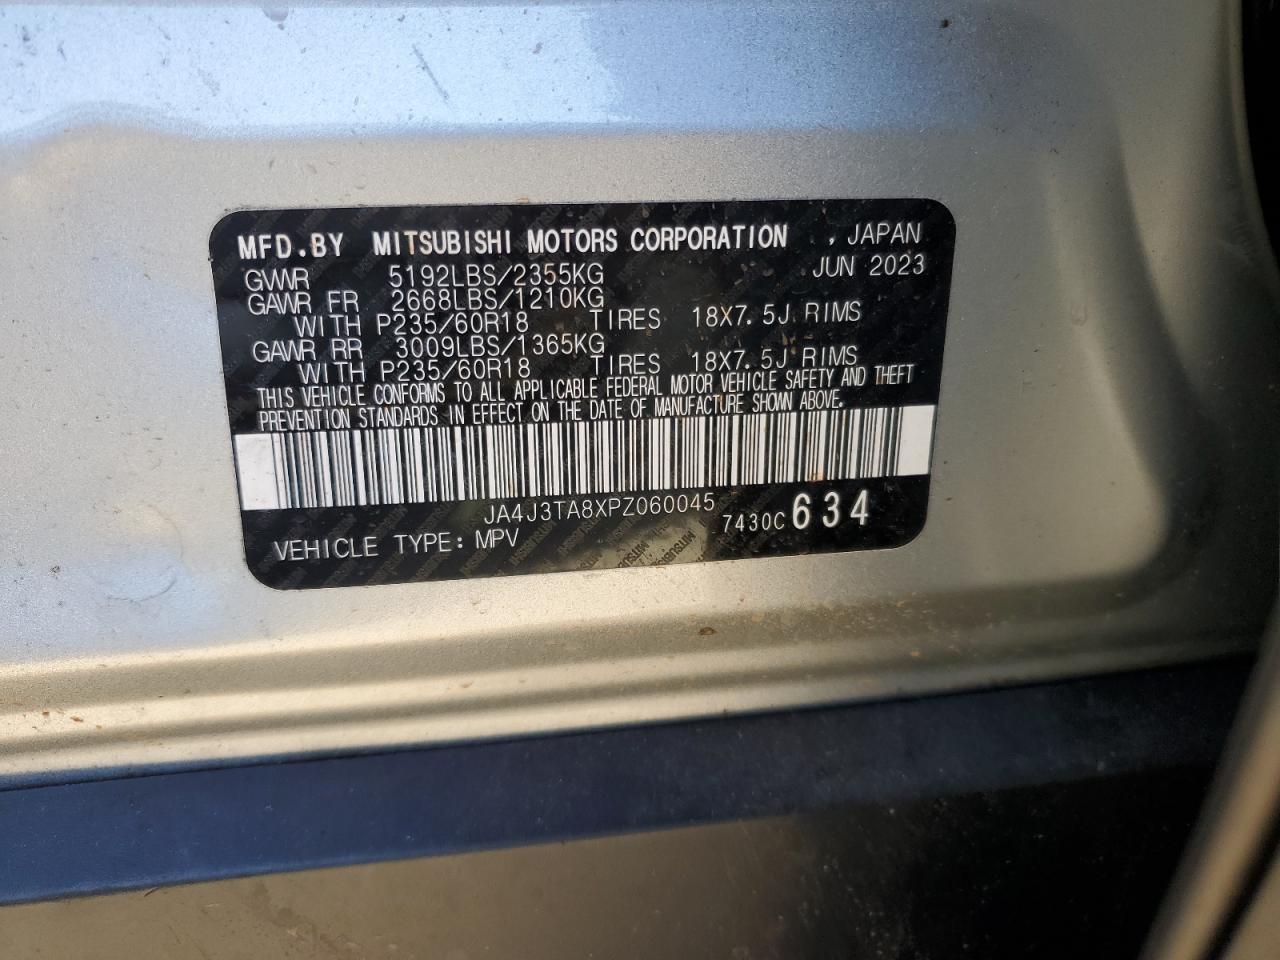 MFD.BY MITSUBISHI MOTORS CORPORATION , JAPAN
GWWR 5192LBS/2355KG JUN 2023
GAWR FR 2668LBS/1210KG
WITH P235/60R18 TIRES 18X7.5J RIMS
GAWR RR 3009LBS/1365KG
WITH P235/60R18 TIRES 18X7.5J RIMS
THIS VEHICLE CONFORMS TO ALL APPLICABLE FEDERAL MOTOR VEHICLE SAFETY AND THEFT
PREVENTION STANDARDS IN EFFECT ON THE DATE OF MANUFACTURE SHOWN ABOVE.
JA4J3TA8XPZ060045 7430C 634
VEHICLE TYPE: MPV